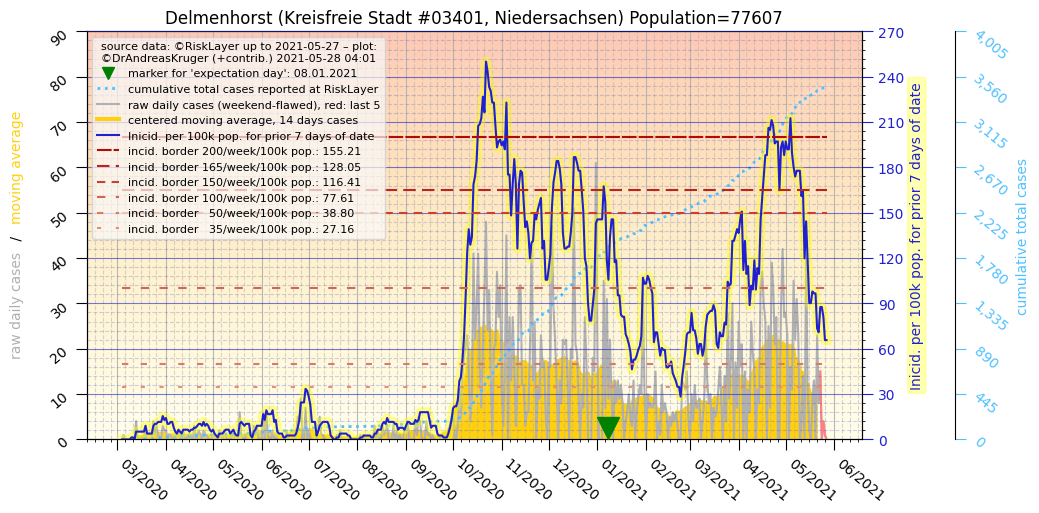 Delmenhorst (Kreisfreie Stadt #03401, Niedersachsen) Population=77607
source data: ©RiskLayer up to 2021-05-27 – plot:
©DrAndreasKruger (+contrib.) 2021-05-28 04:01
marker for 'expectation day': 08.01.2021
cumulative total cases reported at RiskLayer
raw daily cases (weekend-flawed), red: last 5
centered moving average, 14 days cases
Inicid. per 100k pop. for prior 7 days of date
incid. border 200/week/100k pop.: 155.21
incid. border 165/week/100k pop.: 128.05
incid. border 150/week/100k pop.: 116.41
incid. border 100/week/100k pop.: 77.61
incid. border   50/week/100k pop.: 38.80
incid. border   35/week/100k pop.: 27.16
raw daily cases   /   moving average
90
80
70
60
50
40
30
20
10
0
270
240
210
180
150
120
90
60
30
0
Inicid. per 100k pop. for prior 7 days of date
4,005
3,560
3,115
2,670
2,225
1,780
1,335
890
445
0
cumulative total cases
03/2020
04/2020
05/2020
06/2020
07/2020
08/2020
09/2020
10/2020
11/2020
12/2020
01/2021
02/2021
03/2021
04/2021
05/2021
06/2021